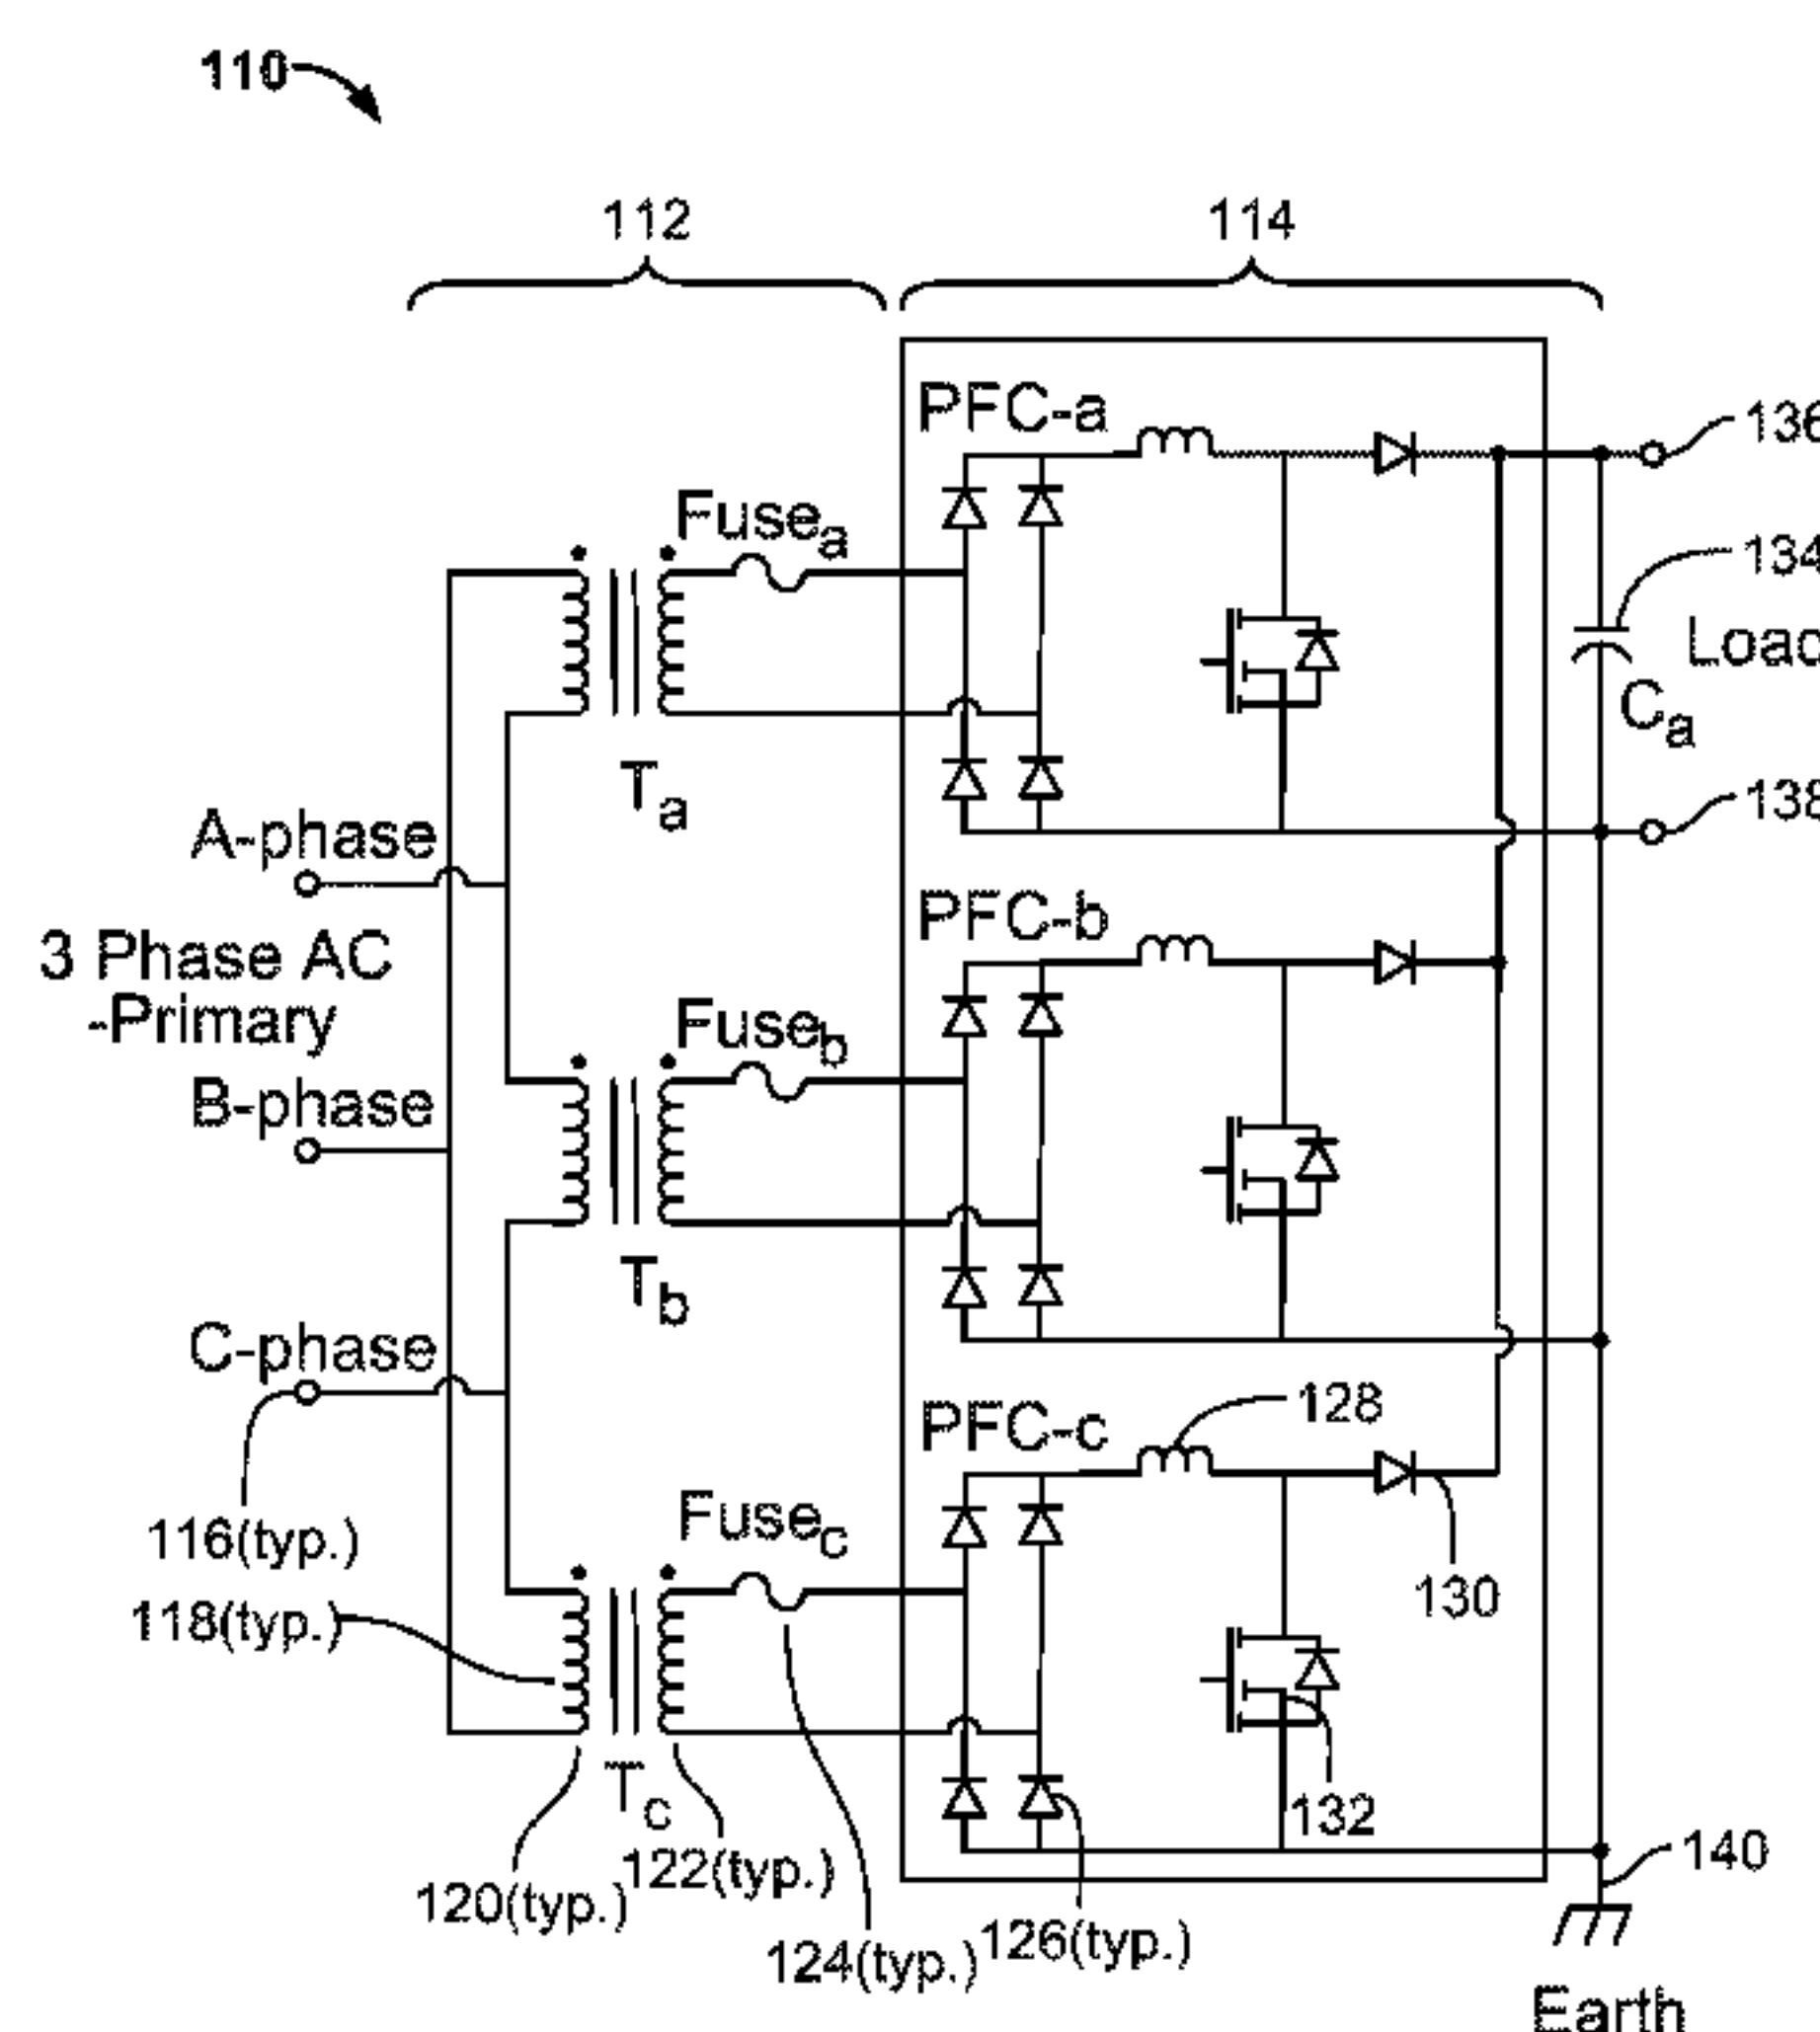 110
112
114
PFC-a
136
Fusea
134
Load
Ca
Ta
138
A-phase
3 Phase AC
-Primary
PFC-b
Fuseb
B-phase
Tb
C-phase
PFC-c
128
Fusec
116(typ.)
130
118(typ.)
Tc
132
122(typ.)
120(typ.)
140
126(typ.)
124(typ.)
Earth